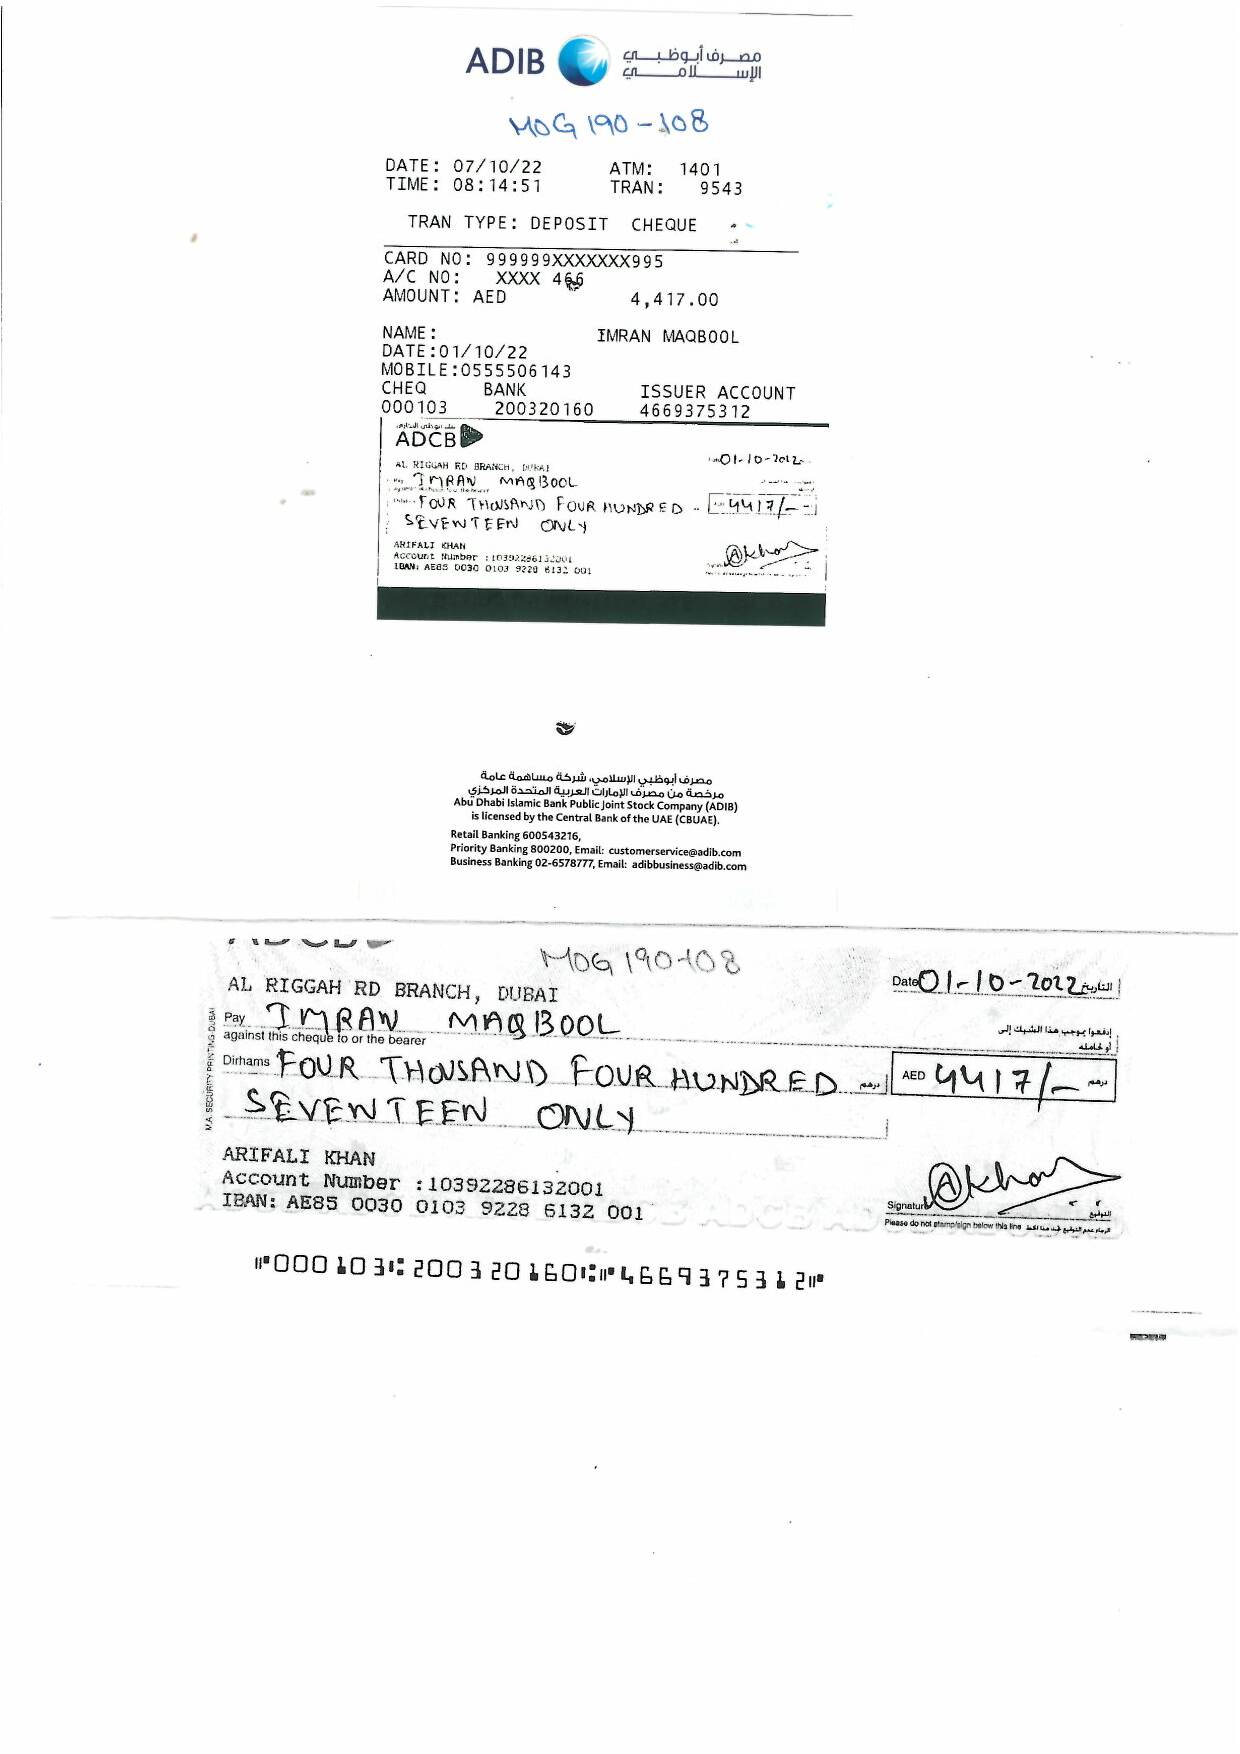 ADIB مصرف أبوظبي الإسلامي
MOG 190-108
DATE: 07/10/22 ATM: 1401
TIME: 08:14:51 TRAN: 9543
TRAN TYPE: DEPOSIT CHEQUE
CARD NO: 999999XXXXXXX995
A/C NO: XXXX 466
AMOUNT: AED 4,417.00
NAME: IMRAN MAQBOOL
DATE:01/10/22
MOBILE:0555506143
CHEQ BANK ISSUER ACCOUNT
000103 200320160 4669375312
ADCB
01-10-2022
AL RIGGAH RD BRANCH, DUBAI
Pay IMRAN MAQBOOL
FOUR THOUSAND FOUR HUNDRED 4417/-
SEVENTEEN ONLY
ARIFALI KHAN
Account Number :10392286132001
IBAN: AE85 0030 0103 9228 6132 001
Akhan
مصرف أبوظبي الإسلامي، شركة مساهمة عامة
مرخصة من مصرف الإمارات العربية المتحدة المركزي
Abu Dhabi Islamic Bank Public Joint Stock Company (ADIB)
is licensed by the Central Bank of the UAE (CBUAE).
Retail Banking 600543216,
Priority Banking 800200, Email: customerservice@adib.com
Business Banking 02-6578777, Email: adibbusiness@adib.com
MOG 190-108
AL RIGGAH RD BRANCH, DUBAI
Date 01-10-2022 التاريخ
Pay IMRAN MAQBOOL إدفعوا بموجب هذا الشيك إلى
against this cheque to or the bearer أو لحامله
Dirhams FOUR THOUSAND FOUR HUNDRED درهم AED 4417/- درهم
SEVENTEEN ONLY
M.A. SECURITY PRINTING DUBAI
ARIFALI KHAN
Account Number :10392286132001
IBAN: AE85 0030 0103 9228 6132 001
Akhan
Signature التوقيع
Please do not stamp/sign below this line
⑈000103⑆200320160⑆⑈4669375312⑈